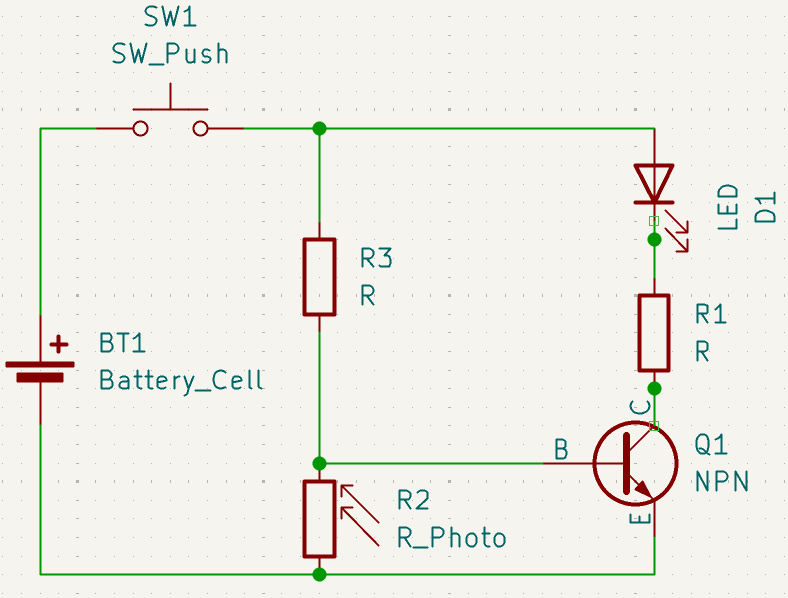 SW1
SW_Push
LED
D1
R3
R
R1
R
+
BT1
Battery_Cell
C
B
Q1
NPN
R2
R_Photo
E